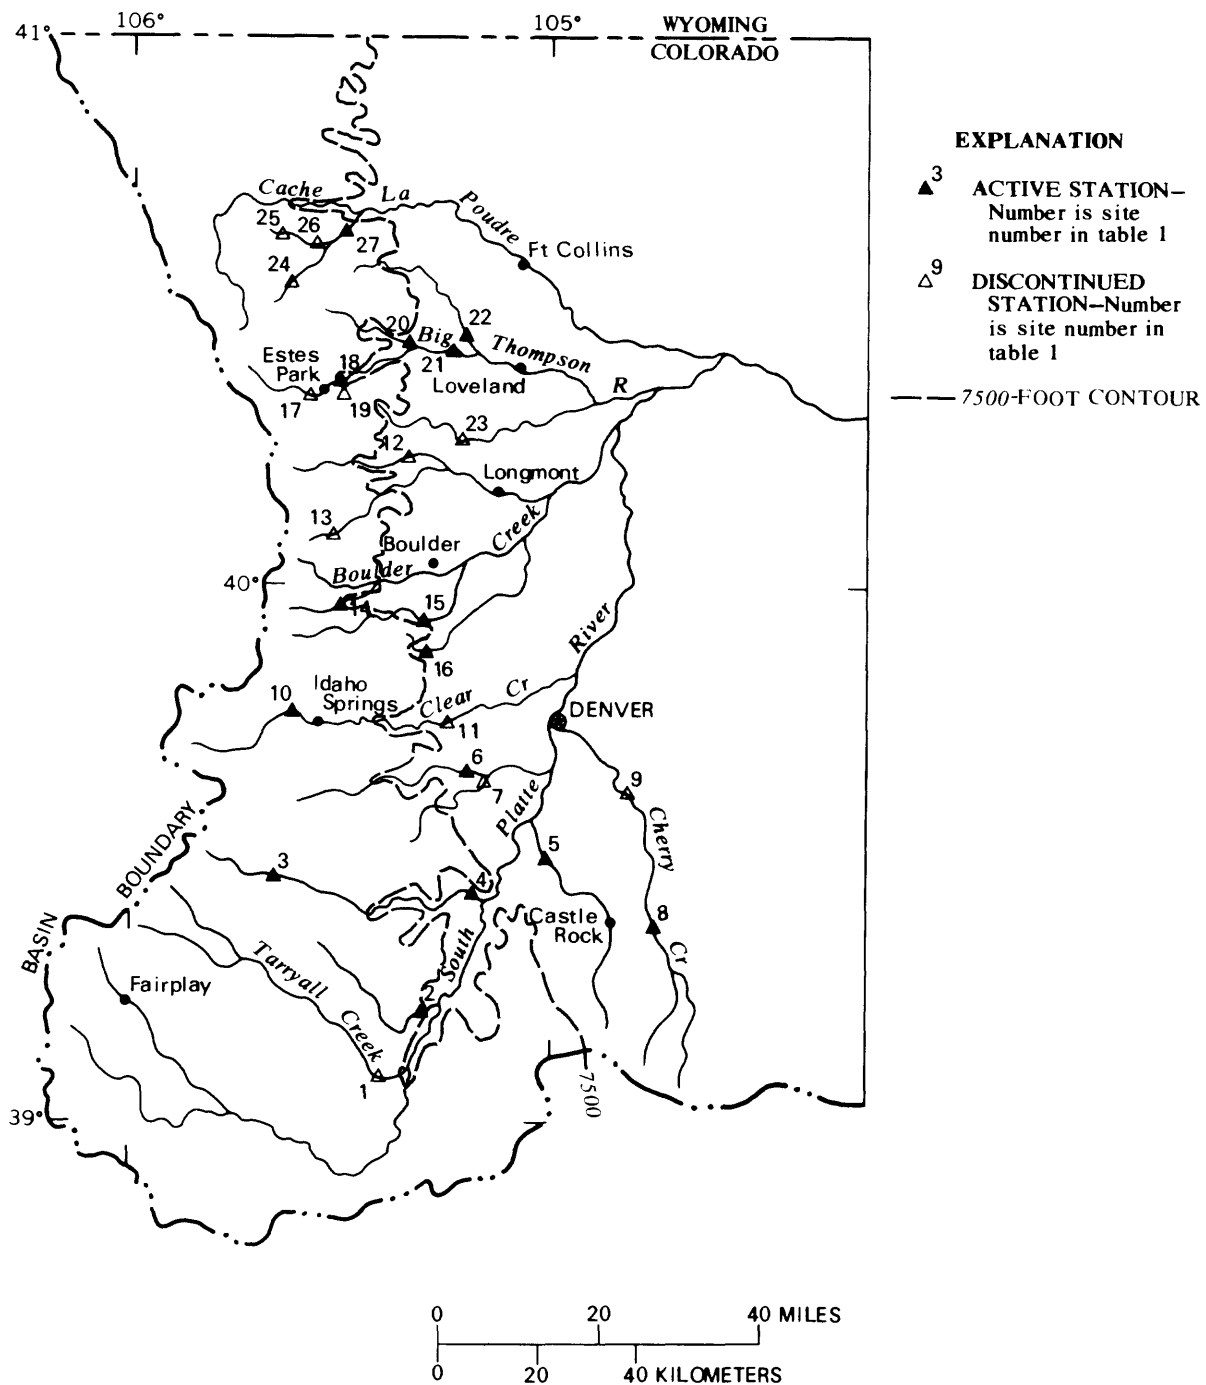 41°
106°
105°
WYOMING
COLORADO
EXPLANATION
3
ACTIVE STATION—
Number is site
number in table 1
9
DISCONTINUED
STATION—Number
is site number in
table 1
7500-FOOT CONTOUR
Cache La Poudre
25
26
27
24
Ft Collins
20
Big Thompson R
22
21
Estes
Park
18
Loveland
17
19
23
12
Longmont
13
Boulder
Boulder Creek
40°
14
15
16
River
10
Idaho
Springs
Clear Cr
11
DENVER
6
7
9
Platte
Cherry Cr
BASIN BOUNDARY
3
5
4
Castle
Rock
8
South
Tarryall Creek
Fairplay
2
1
7500
39°
0 20 40 MILES
0 20 40 KILOMETERS